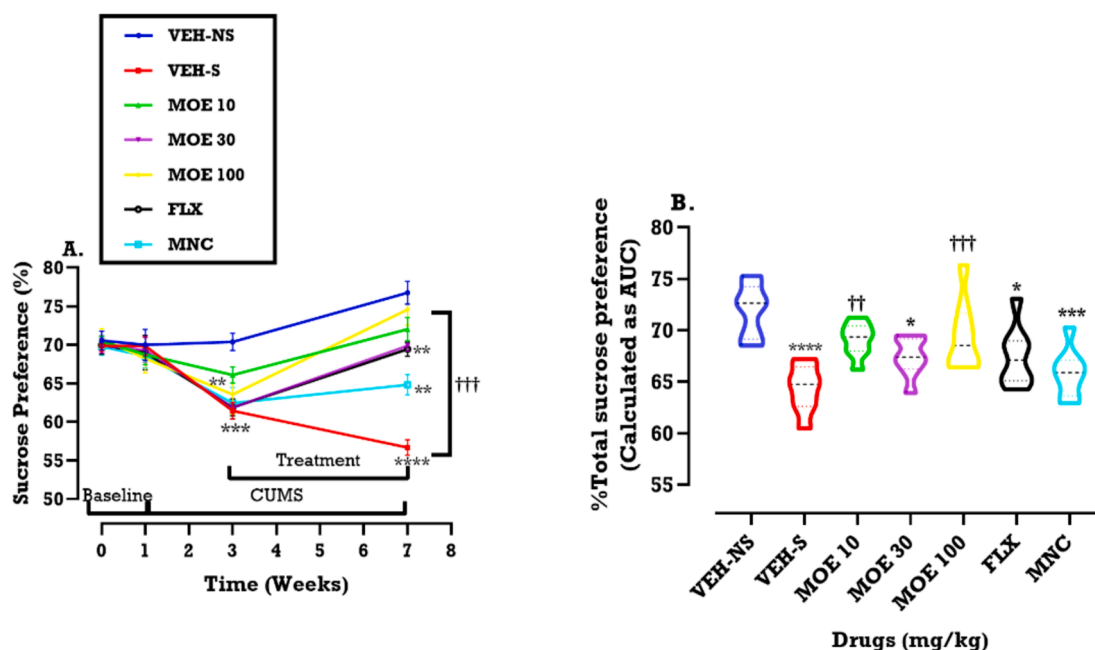 VEH-NS
VEH-S
MOE 10
MOE 30
MOE 100
FLX
MNC
A.
Sucrose Preference (%)
80
75
70
65
60
55
50
**
***
**
**
****
†††
Treatment
Baseline
CUMS
0 1 2 3 4 5 6 7 8
Time (Weeks)
B.
%Total sucrose preference
(Calculated as AUC)
80
75
70
65
60
55
****
††
*
†††
*
***
VEH-NS
VEH-S
MOE 10
MOE 30
MOE 100
FLX
MNC
Drugs (mg/kg)